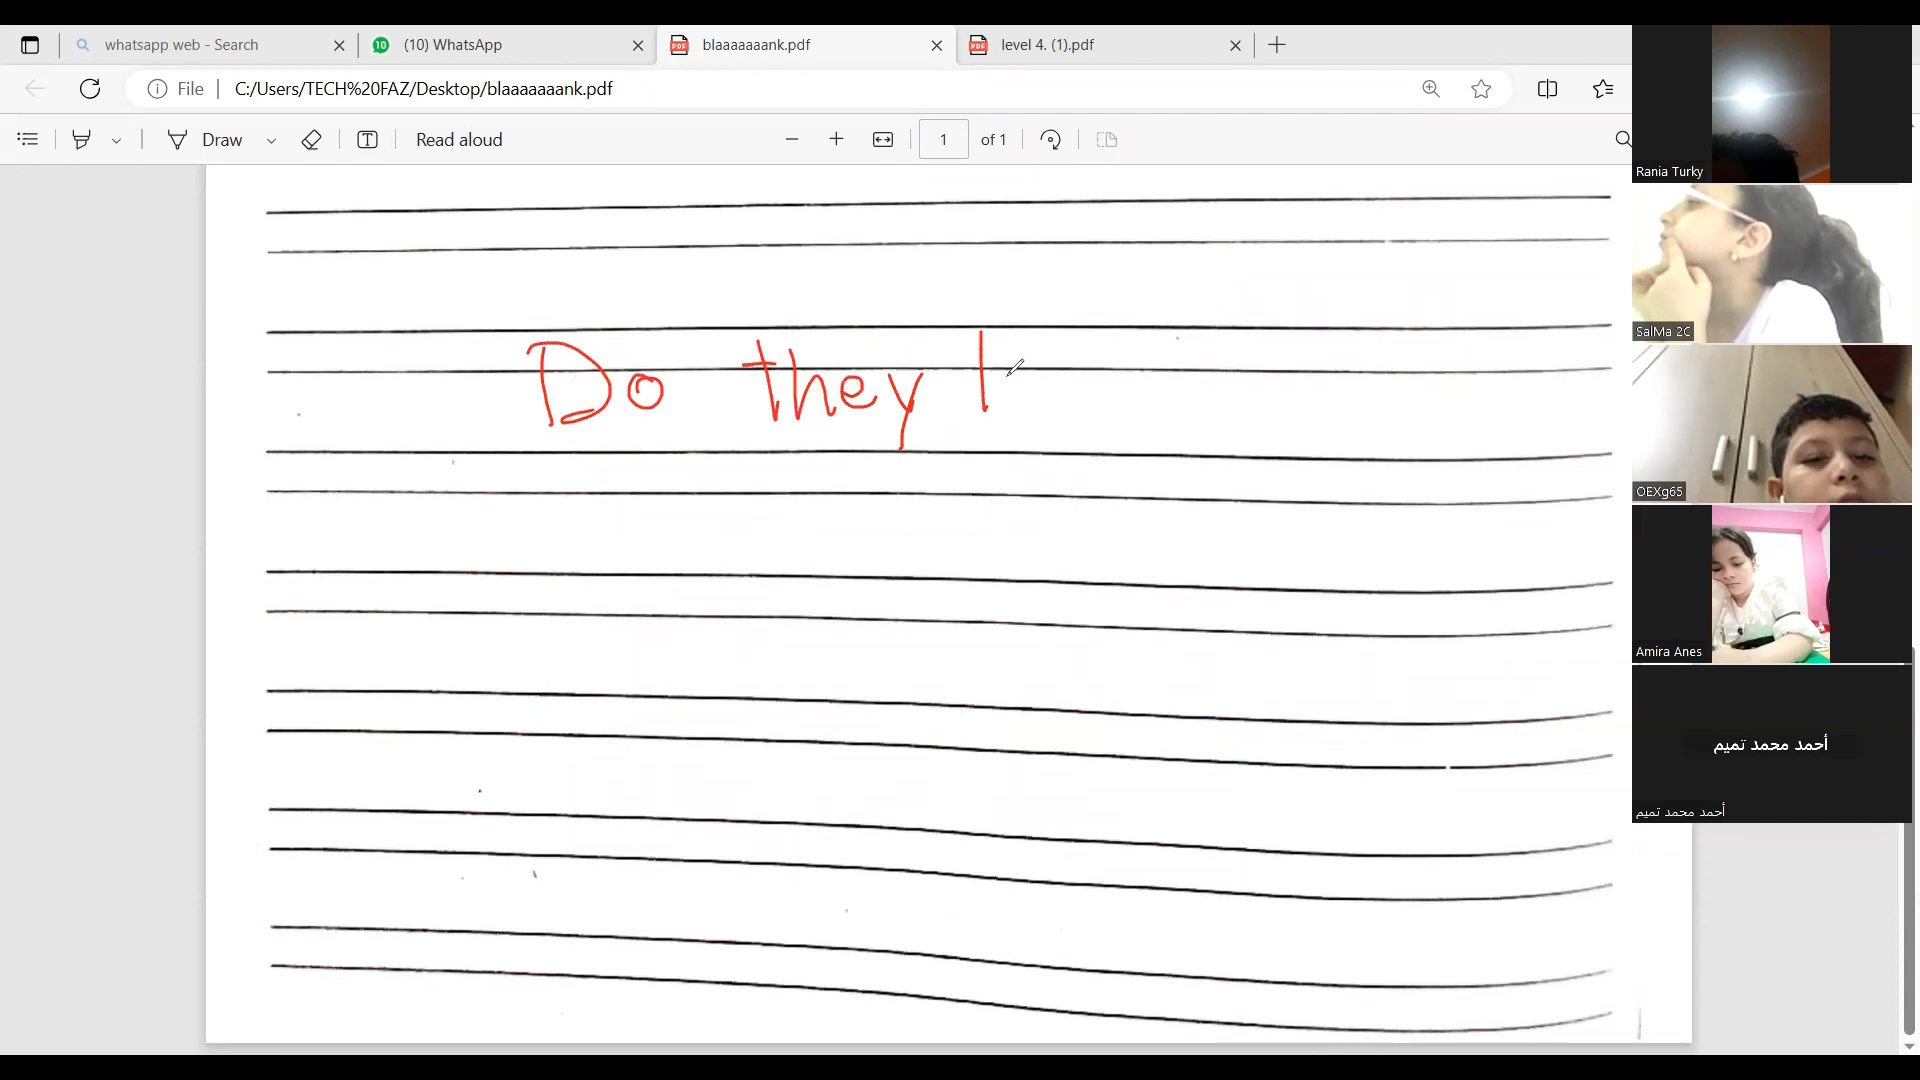 whatsapp web - Search
(10) WhatsApp
blaaaaaaank.pdf
level 4. (1).pdf
File
C:/Users/TECH%20FAZ/Desktop/blaaaaaaank.pdf
Draw
Read aloud
1
of 1
Do they l
Rania Turky
SalMa 2C
OEXg65
Amira Anes
أحمد محمد تميم
أحمد محمد تميم